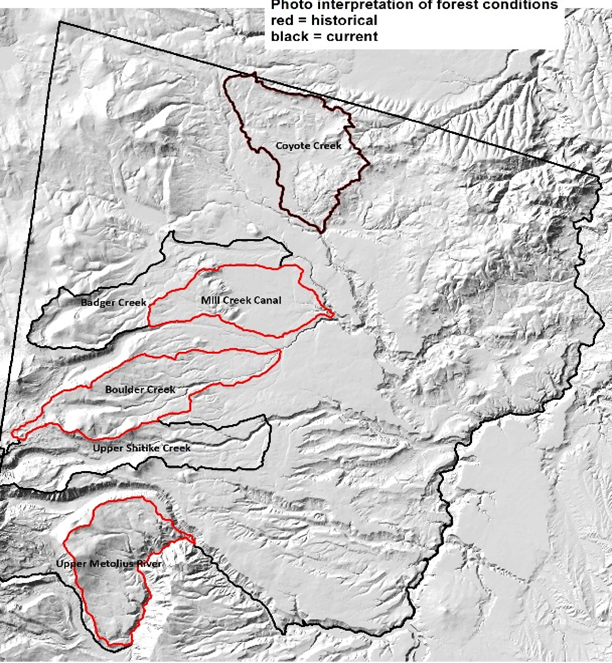 Photo interpretation of forest conditions
red = historical
black = current
Coyote Creek
Badger Creek
Mill Creek Canal
Boulder Creek
Upper Shitike Creek
Upper Metolius River